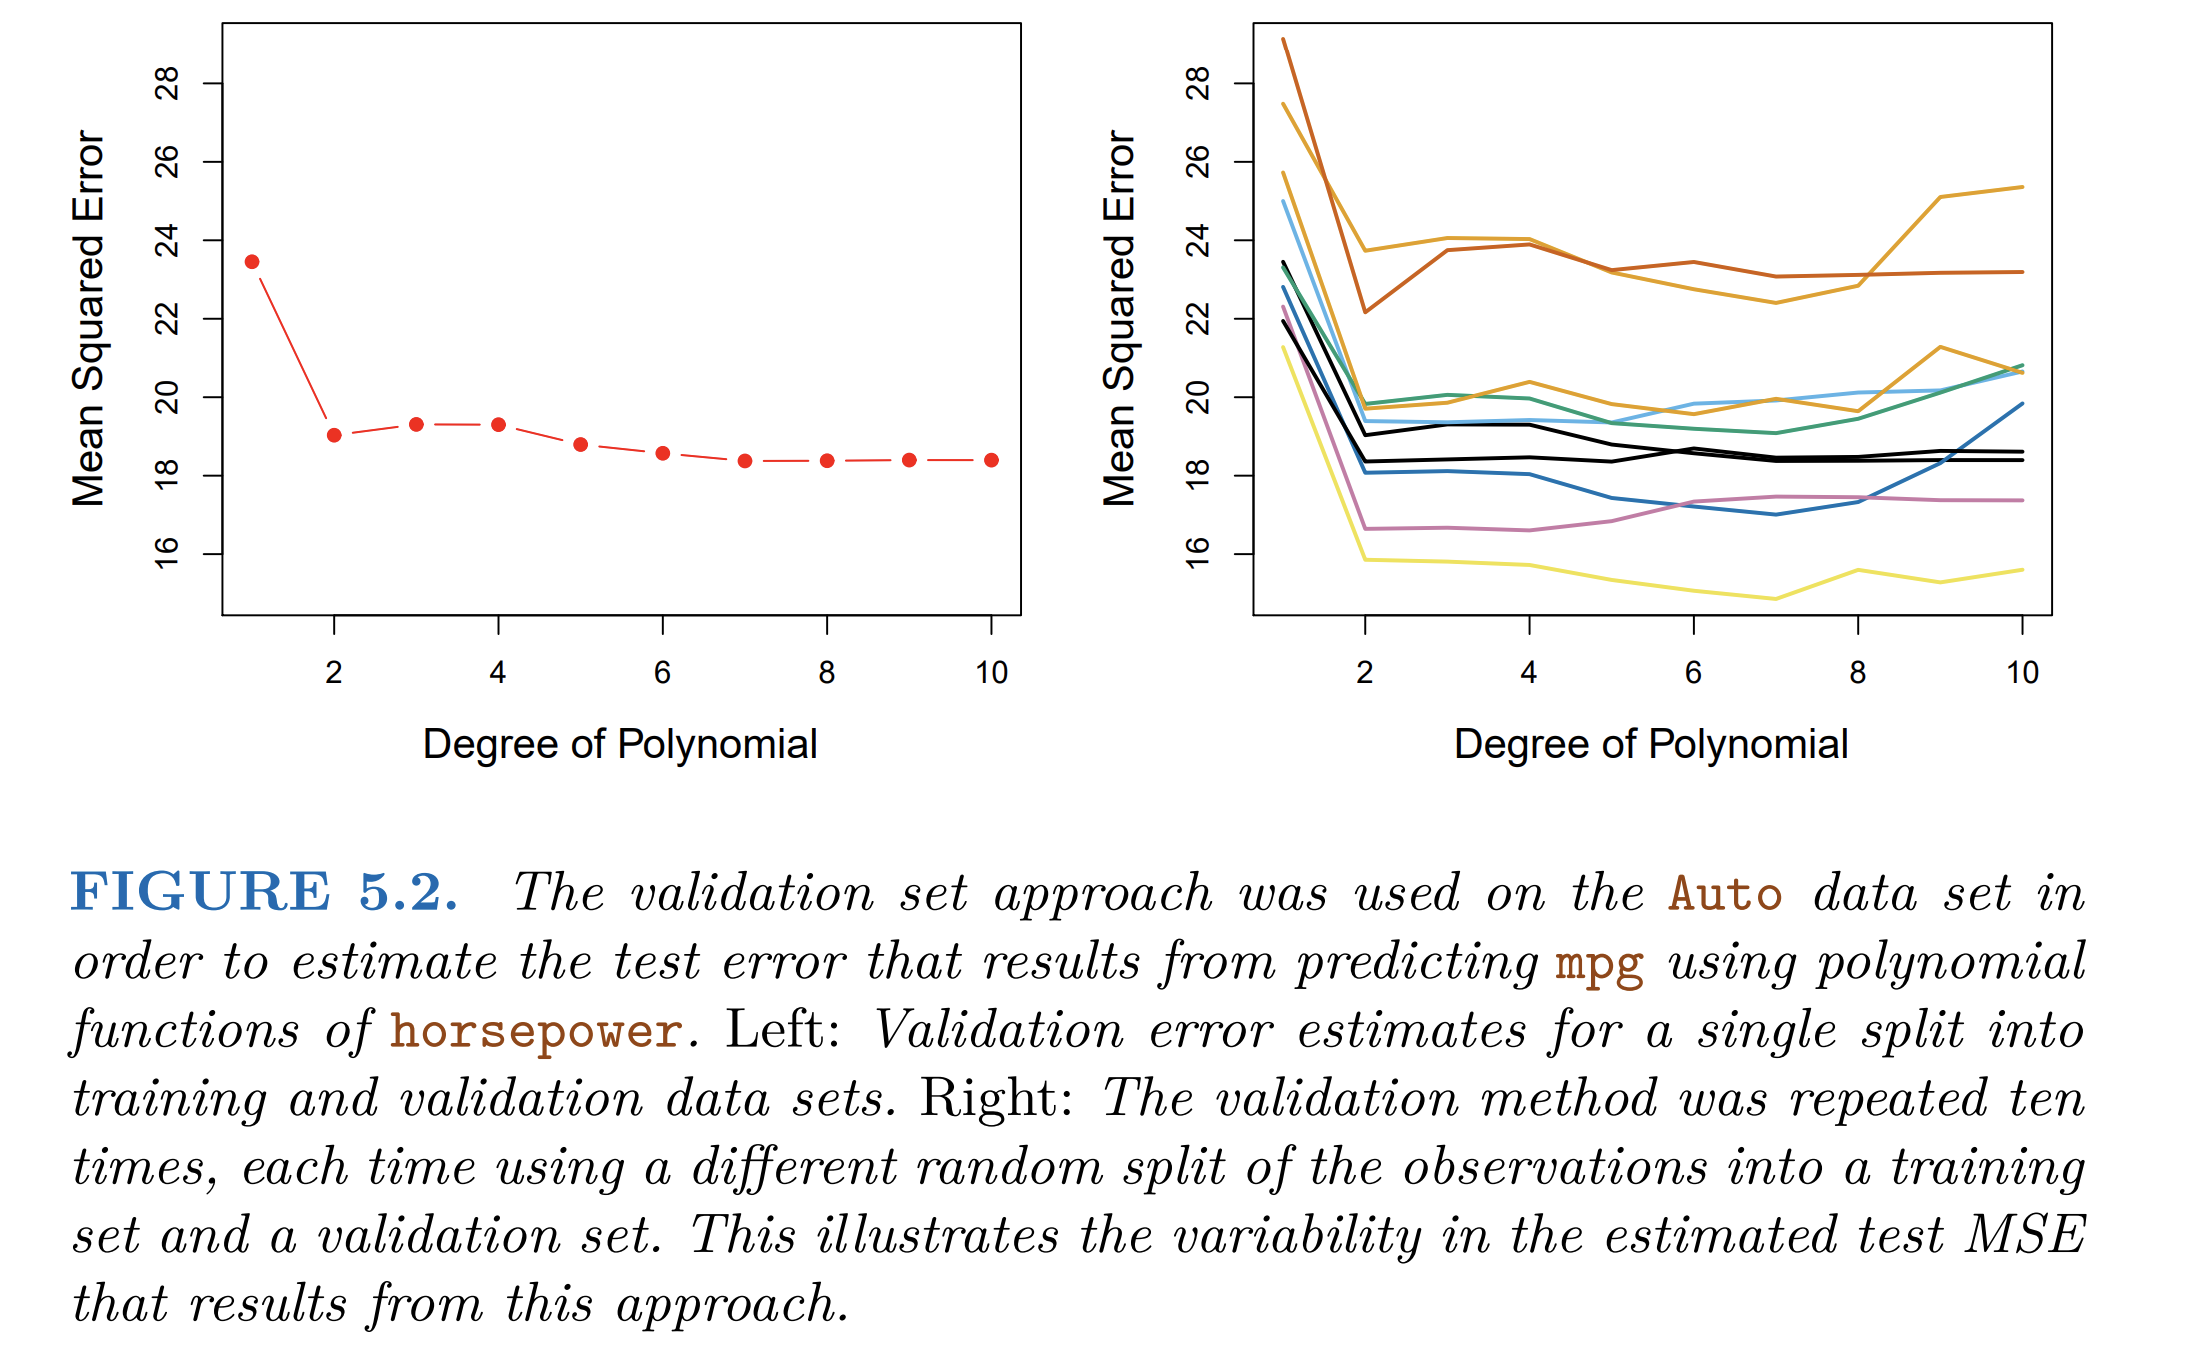 Mean Squared Error
28
26
24
22
20
18
16
2 4 6 8 10
Degree of Polynomial
Mean Squared Error
28
26
24
22
20
18
16
2 4 6 8 10
Degree of Polynomial
FIGURE 5.2. The validation set approach was used on the Auto data set in
order to estimate the test error that results from predicting mpg using polynomial
functions of horsepower. Left: Validation error estimates for a single split into
training and validation data sets. Right: The validation method was repeated ten
times, each time using a different random split of the observations into a training
set and a validation set. This illustrates the variability in the estimated test MSE
that results from this approach.